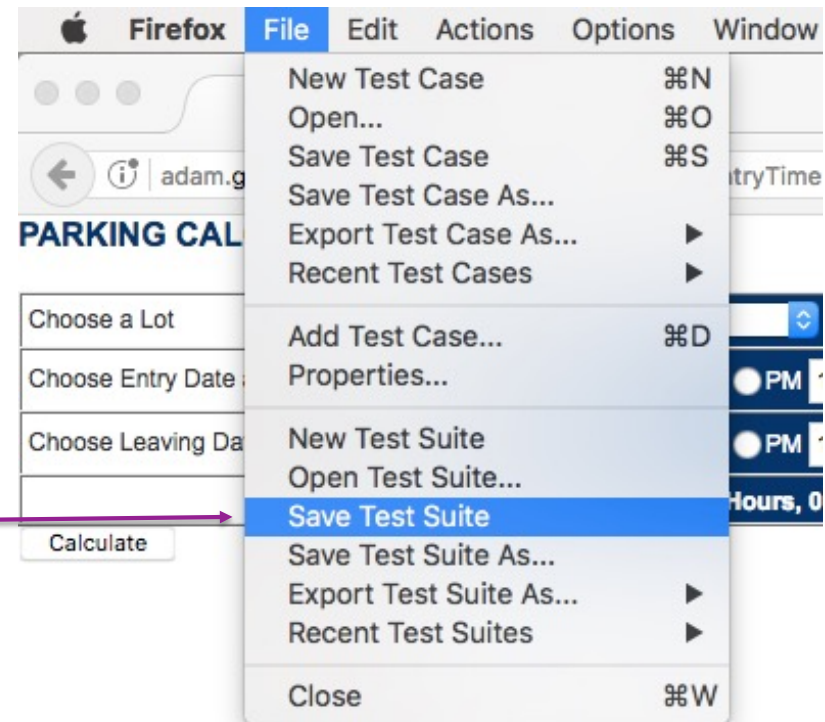 Firefox File Edit Actions Options Window
New Test Case ⌘N
Open... ⌘O
Save Test Case ⌘S
Save Test Case As...
Export Test Case As... ▶
Recent Test Cases ▶
Add Test Case... ⌘D
Properties...
New Test Suite
Open Test Suite...
Save Test Suite
Save Test Suite As...
Export Test Suite As... ▶
Recent Test Suites ▶
Close ⌘W
adam.g
tryTime
PARKING CAL
Choose a Lot
Choose Entry Date
PM 1
Choose Leaving Da
PM 1
Hours, 0
Calculate